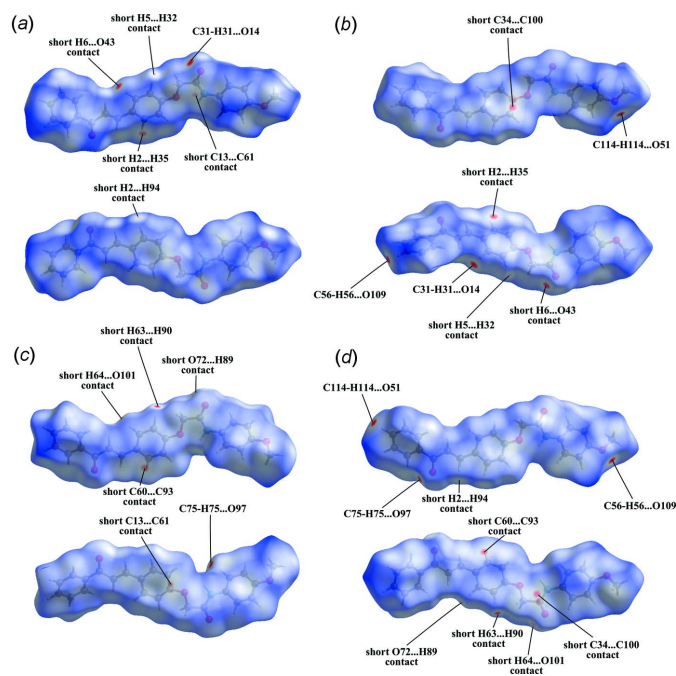 (a)
short H5...H32
contact
short H6...O43
contact
C31-H31...O14
short H2...H35
contact
short C13...C61
contact
short H2...H94
contact
(b)
short C34...C100
contact
C114-H114...O51
short H2...H35
contact
C56-H56...O109
C31-H31...O14
short H5...H32
contact
short H6...O43
contact
(c)
short H63...H90
contact
short H64...O101
contact
short O72...H89
contact
short C60...C93
contact
short C13...C61
contact
C75-H75...O97
(d)
C114-H114...O51
C75-H75...O97
short H2...H94
contact
C56-H56...O109
short C60...C93
contact
short O72...H89
contact
short H63...H90
contact
short H64...O101
contact
short C34...C100
contact